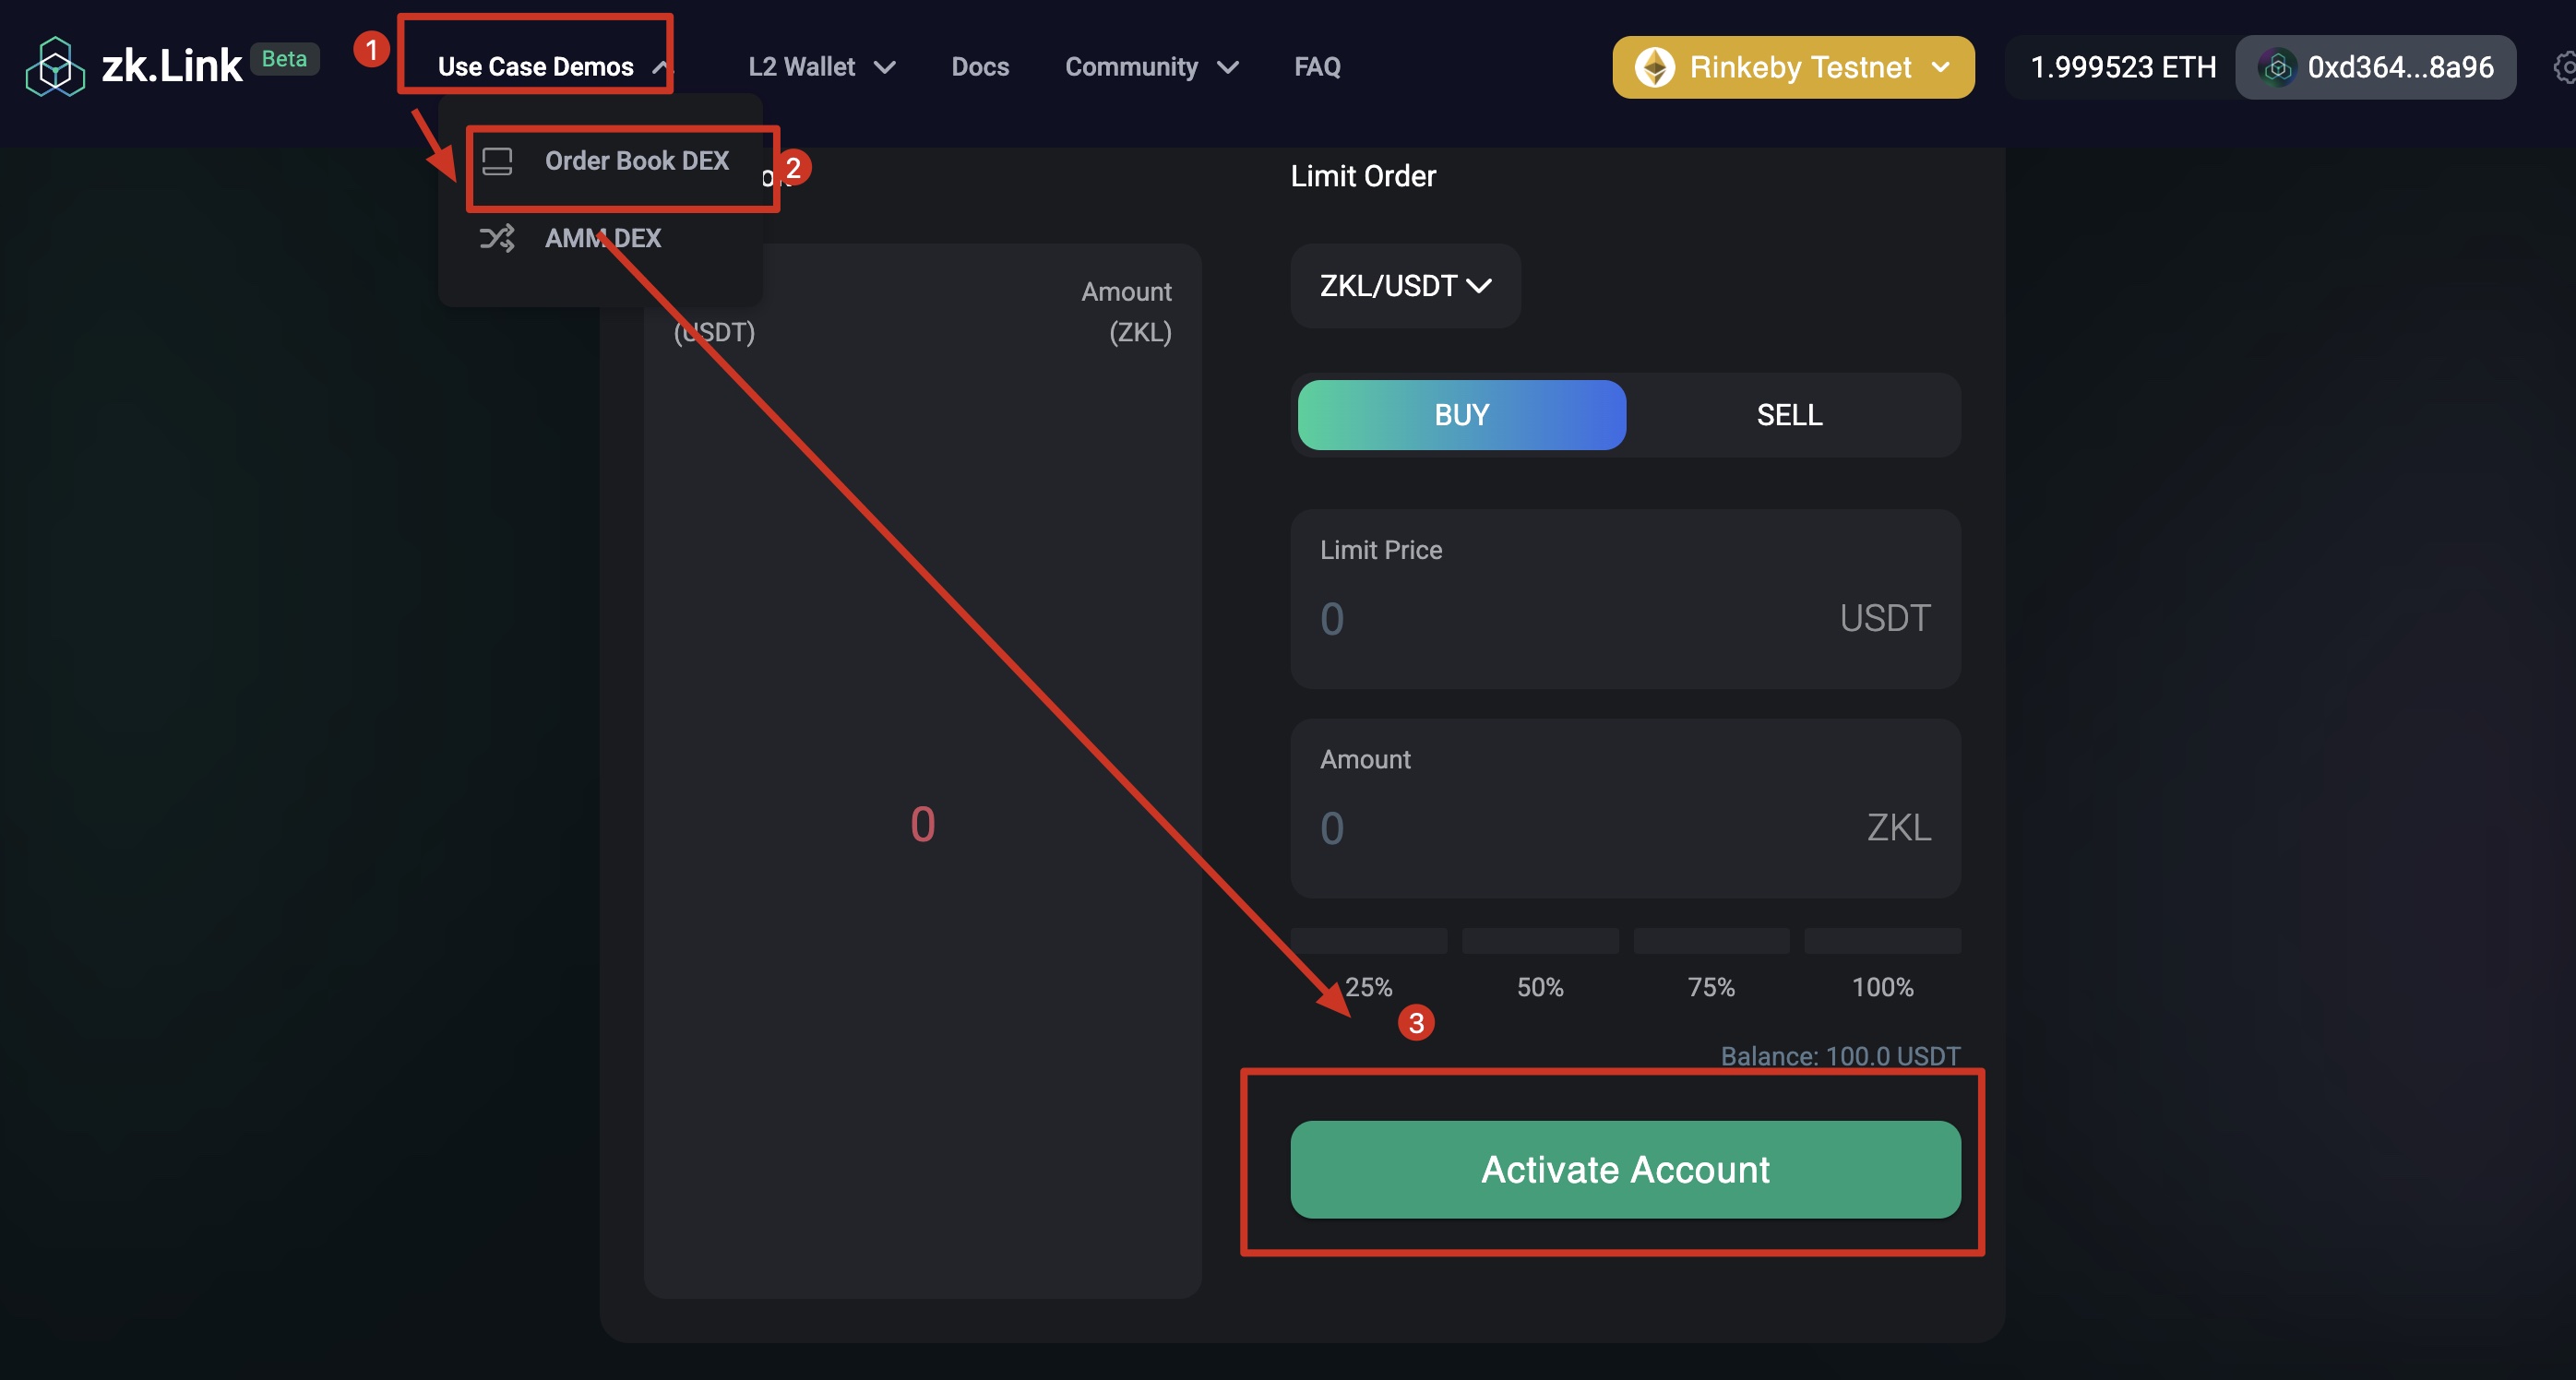 zk.Link Beta
1
Use Case Demos
L2 Wallet
Docs
Community
FAQ
Rinkeby Testnet
1.999523 ETH
0xd364...8a96
Order Book DEX
2
AMM DEX
Amount
(USDT)
(ZKL)
0
Limit Order
ZKL/USDT
BUY
SELL
Limit Price
0
USDT
Amount
0
ZKL
25%
50%
75%
100%
3
Balance: 100.0 USDT
Activate Account